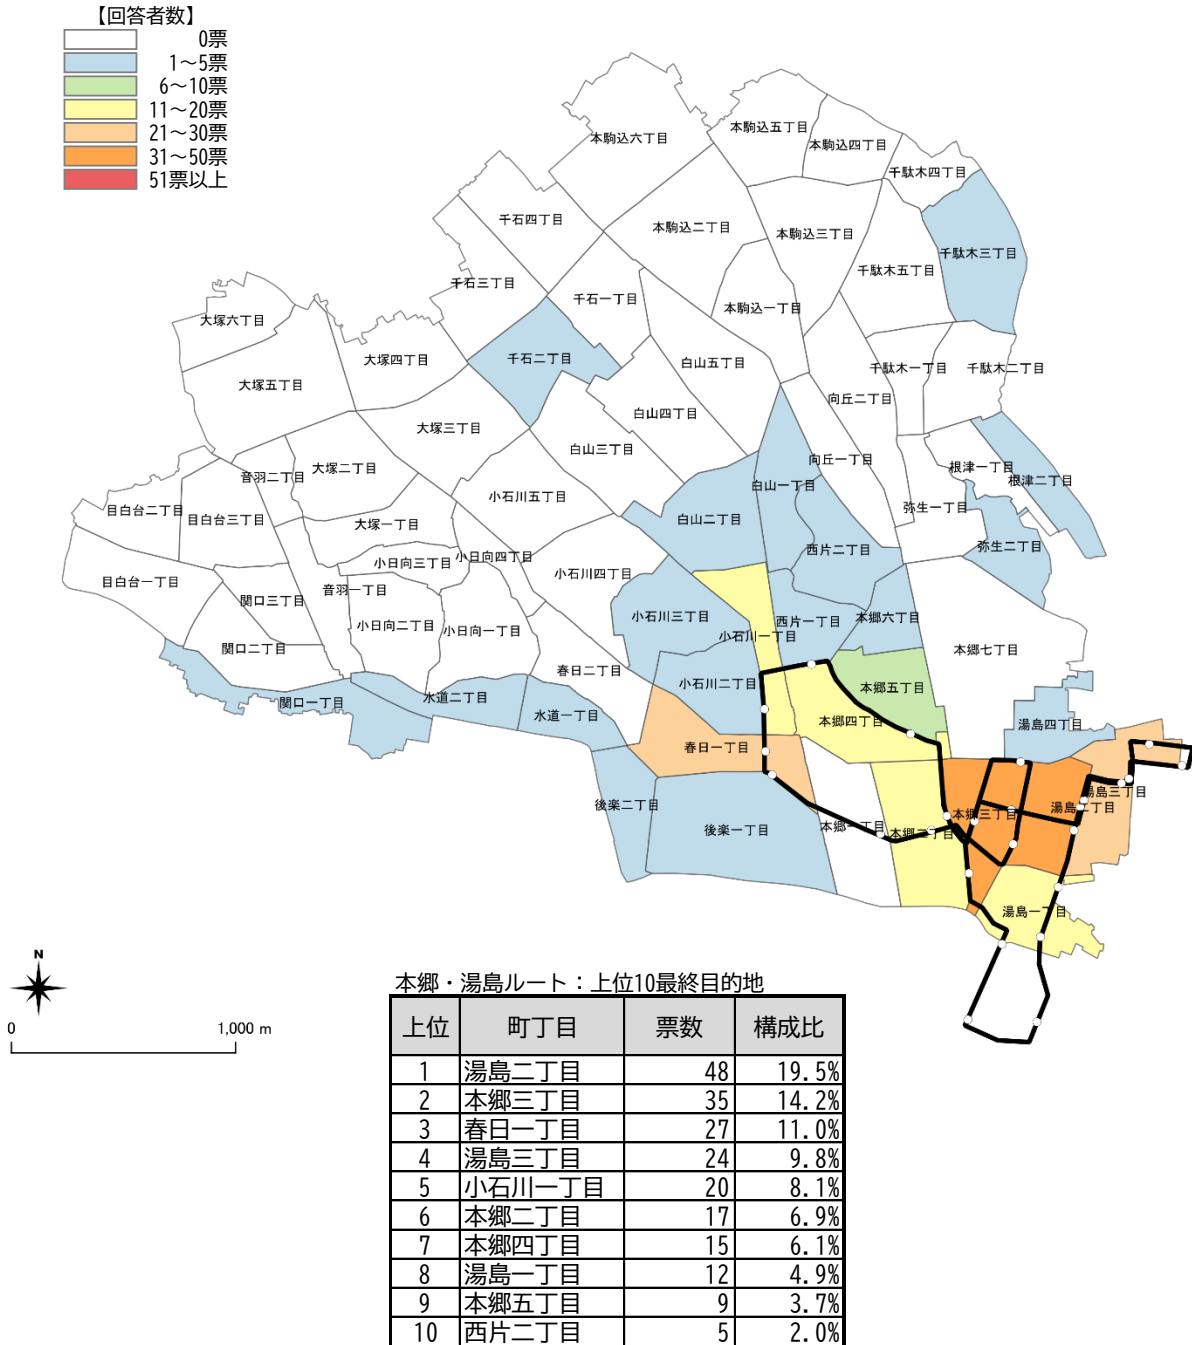 【回答者数】
0票
1～5票
6～10票
11～20票
21～30票
31～50票
51票以上
本駒込六丁目
本駒込五丁目
本駒込四丁目
千駄木四丁目
千石四丁目
本駒込二丁目
本駒込三丁目
千駄木三丁目
千駄木五丁目
千石三丁目
千石一丁目
本駒込一丁目
大塚六丁目
大塚四丁目
千石二丁目
白山五丁目
千駄木一丁目
千駄木二丁目
大塚五丁目
向丘二丁目
白山四丁目
大塚三丁目
白山三丁目
向丘一丁目
根津一丁目
大塚二丁目
音羽二丁目
根津二丁目
白山一丁目
小石川五丁目
弥生一丁目
目白台二丁目
目白台三丁目
白山二丁目
大塚一丁目
弥生二丁目
西片二丁目
小日向四丁目
小日向三丁目
小石川四丁目
目白台一丁目
音羽一丁目
関口三丁目
小石川三丁目
本郷六丁目
西片一丁目
小日向二丁目
小日向一丁目
小石川一丁目
関口二丁目
本郷七丁目
春日二丁目
小石川二丁目
本郷五丁目
水道二丁目
関口一丁目
水道一丁目
本郷四丁目
湯島四丁目
春日一丁目
湯島三丁目
後楽二丁目
湯島二丁目
本郷三丁目
後楽一丁目
本郷一丁目
本郷二丁目
湯島一丁目
N
0 1,000 m
本郷・湯島ルート：上位10最終目的地
上位 町丁目 票数 構成比
1 湯島二丁目 48 19.5%
2 本郷三丁目 35 14.2%
3 春日一丁目 27 11.0%
4 湯島三丁目 24 9.8%
5 小石川一丁目 20 8.1%
6 本郷二丁目 17 6.9%
7 本郷四丁目 15 6.1%
8 湯島一丁目 12 4.9%
9 本郷五丁目 9 3.7%
10 西片二丁目 5 2.0%